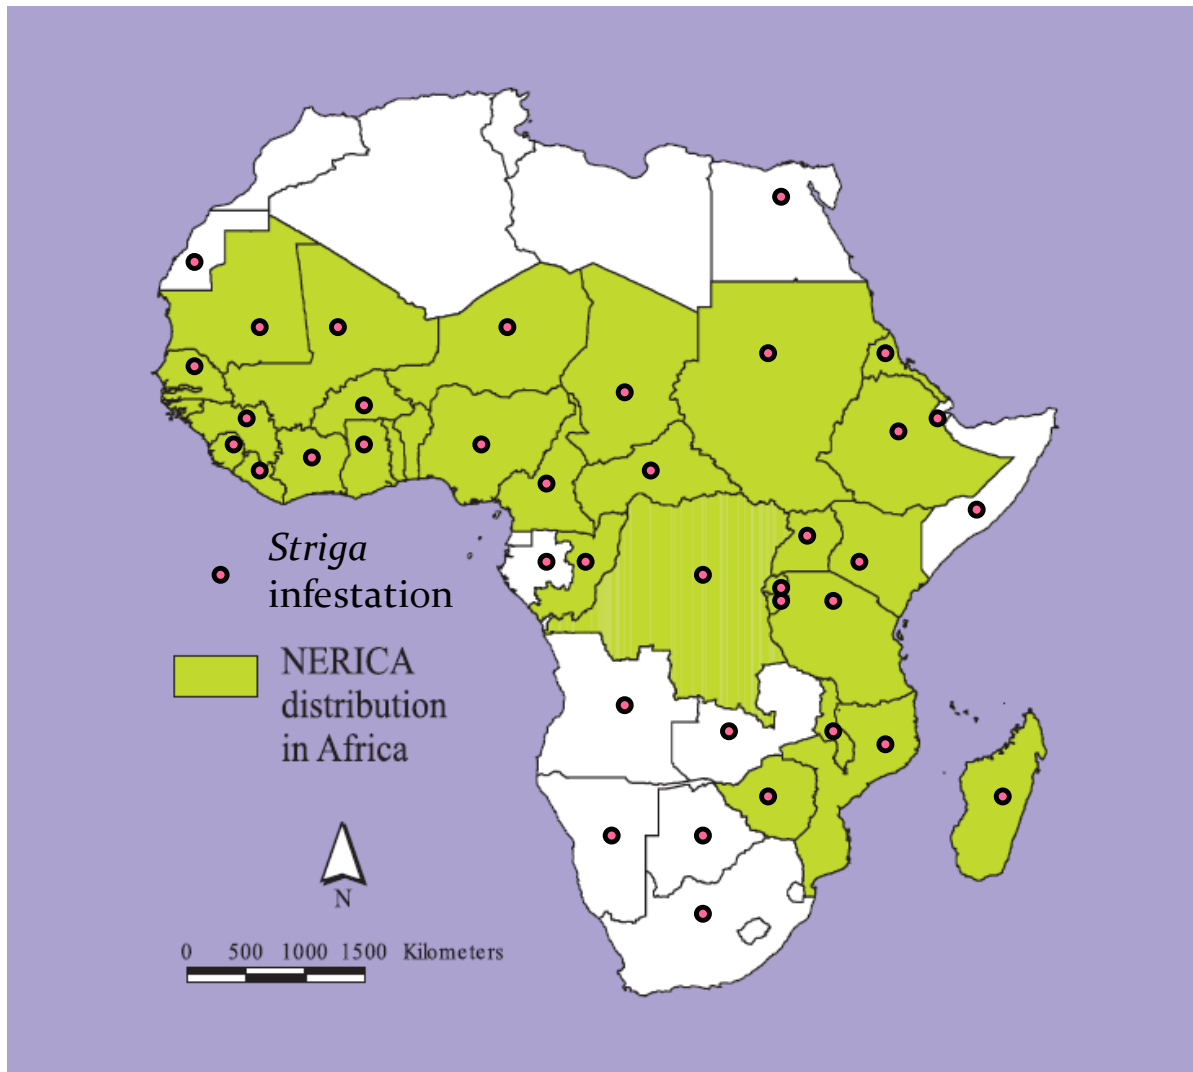 Striga
infestation
NERICA
distribution
in Africa
N
0 500 1000 1500 Kilometers